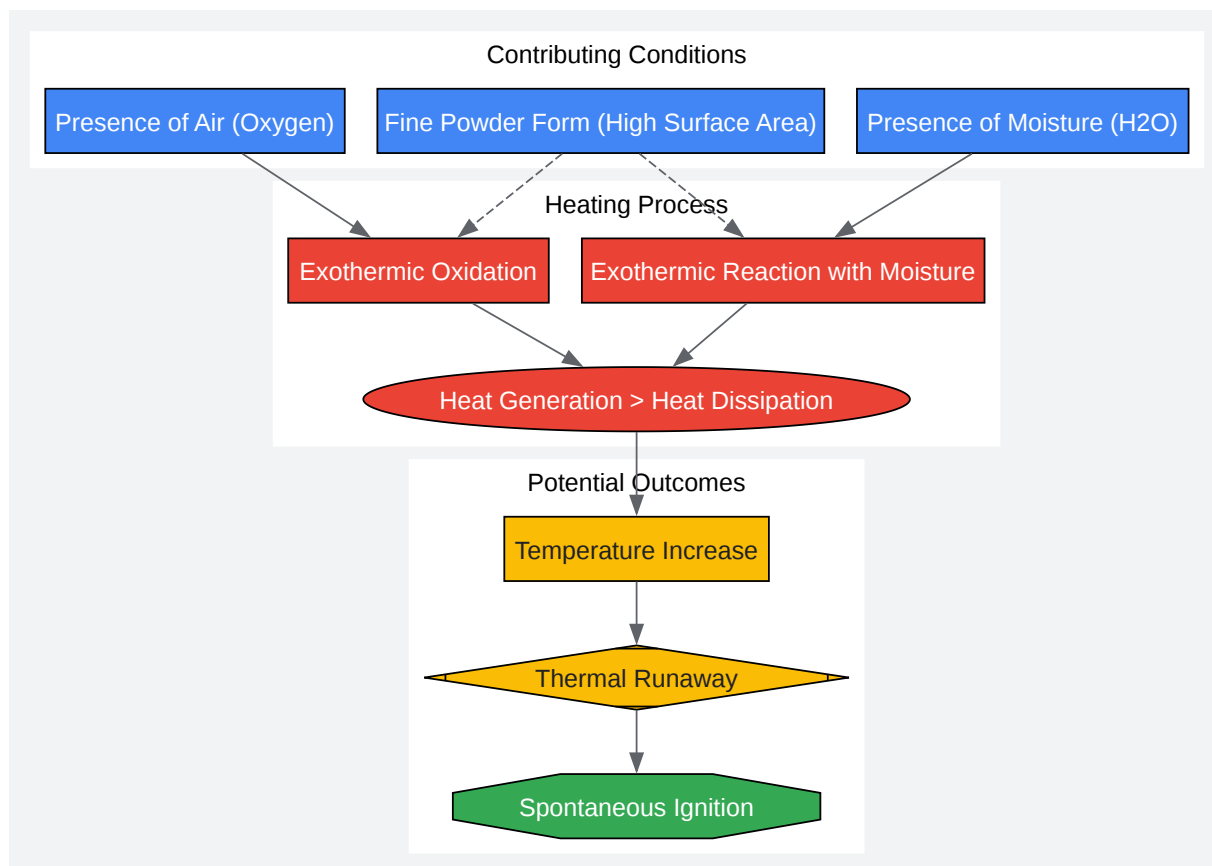 Contributing Conditions
Presence of Air (Oxygen)
Fine Powder Form (High Surface Area)
Presence of Moisture (H2O)
Heating Process
Exothermic Oxidation
Exothermic Reaction with Moisture
Heat Generation > Heat Dissipation
Potential Outcomes
Temperature Increase
Thermal Runaway
Spontaneous Ignition